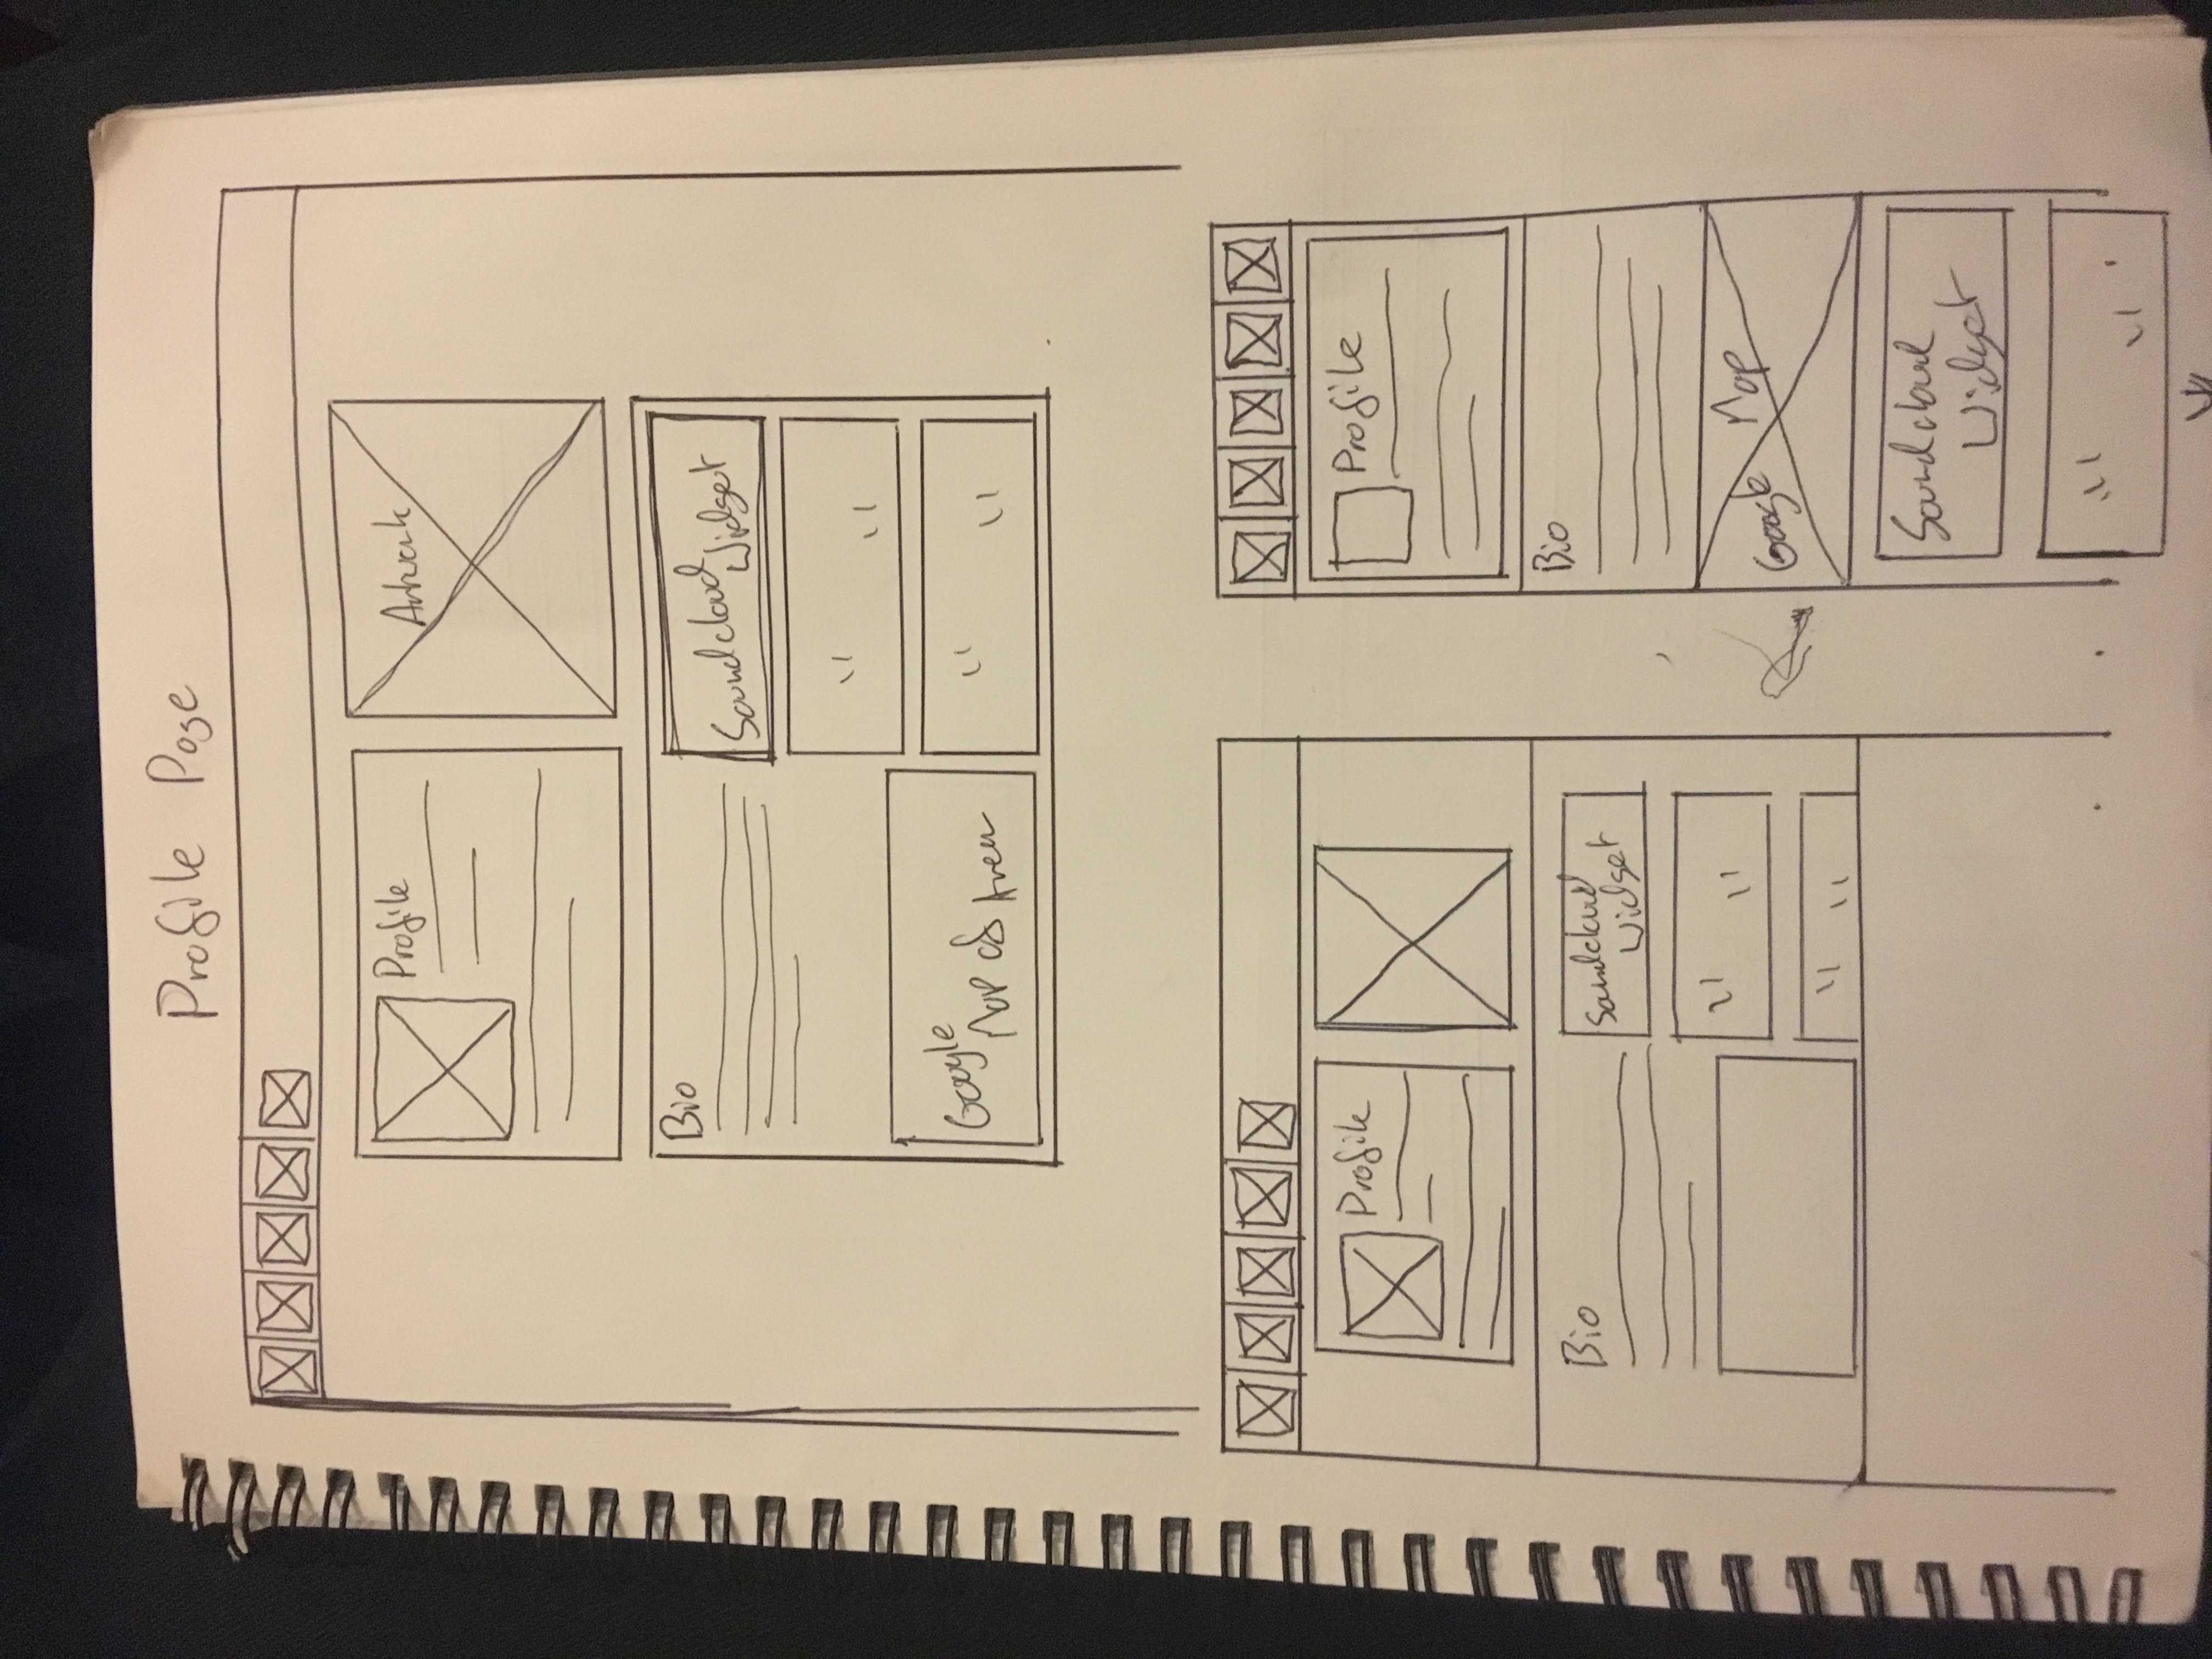 Profile Page
Profile
Artwork
Bio
Soundcloud
Widget
" "
Google
Map of Area
" "
Profile
Bio
Soundcloud
Widget
" "
" "
Profile
Bio
Google Map
Soundcloud
Widget
" "